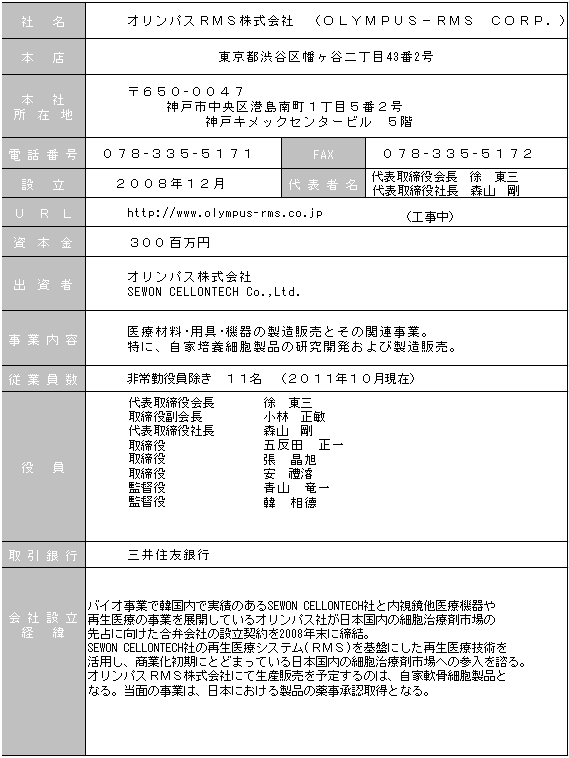 社 名 オリンパスＲＭＳ株式会社 （ＯＬＹＭＰＵＳ－ＲＭＳ ＣＯＲＰ．）
本 店 東京都渋谷区幡ヶ谷二丁目43番2号
本 社
所 在 地
〒６５０-００４７
神戸市中央区港島南町１丁目５番２号
神戸キメックセンタービル ５階
電話番号 ０７８-３３５-５１７１ FAX ０７８-３３５-５１７２
設 立 ２００８年１２月 代表者名 代表取締役会長 徐 東三
代表取締役社長 森山 剛
Ｕ Ｒ Ｌ http://www.olympus-rms.co.jp （工事中）
資 本 金 ３００百万円
出 資 者 オリンパス株式会社
SEWON CELLONTECH Co.,Ltd.
事業内容 医療材料･用具･機器の製造販売とその関連事業。
特に、自家培養細胞製品の研究開発および製造販売。
従業員数 非常勤役員除き １１名 （２０１１年１０月現在）
役 員
代表取締役会長 徐 東三
取締役副会長 小林 正敏
代表取締役社長 森山 剛
取締役 五反田 正一
取締役 張 晶旭
取締役 安 禮濬
監督役 青山 竜一
監督役 韓 相德
取引銀行 三井住友銀行
会社設立
経 緯
バイオ事業で韓国内で実績のあるSEWON CELLONTECH社と内視鏡他医療機器や
再生医療の事業を展開しているオリンパス社が日本国内の細胞治療剤市場の
先占に向けた合弁会社の設立契約を2008年末に締結。
SEWON CELLONTECH社の再生医療システム(ＲＭＳ)を基盤にした再生医療技術を
活用し、商業化初期にとどまっている日本国内の細胞治療剤市場への参入を諮る。
オリンパスＲＭＳ株式会社にて生産販売を予定するのは、自家軟骨細胞製品と
なる。当面の事業は、日本における製品の薬事承認取得となる。